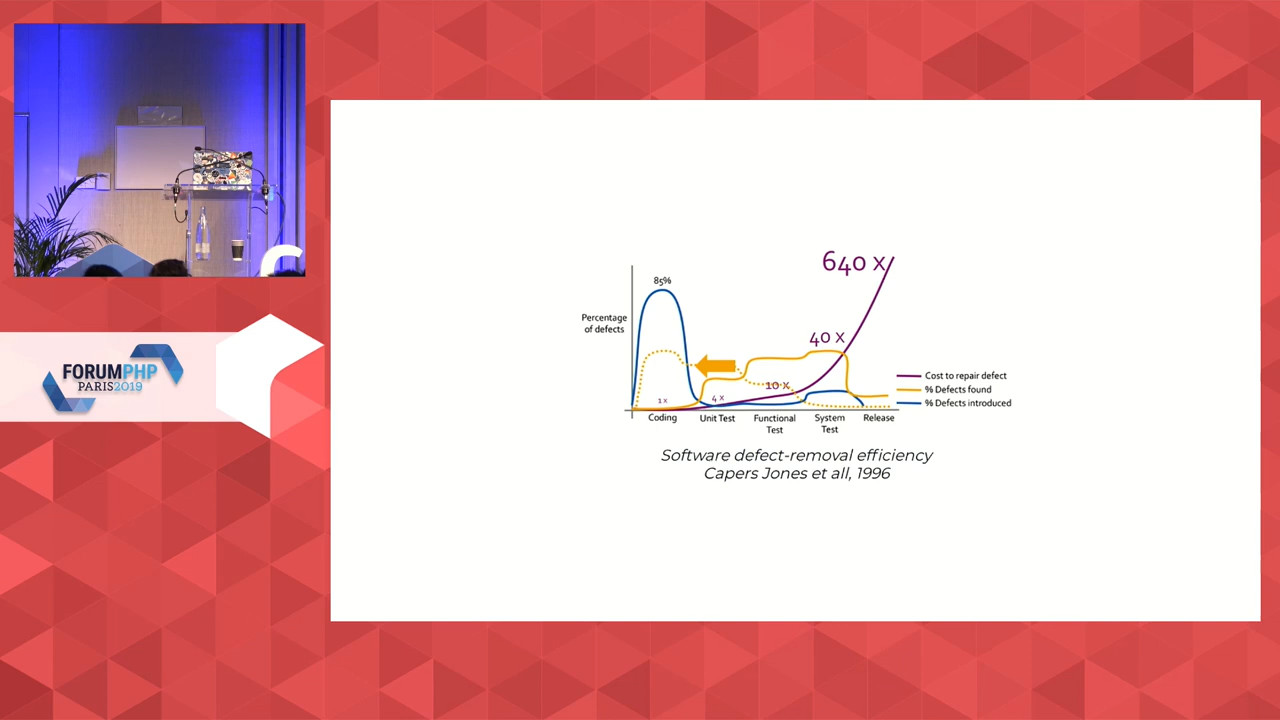 FORUMPHP
PARIS2019
640 x
85%
Percentage
of defects
40 x
10 x
1 x
4 x
Cost to repair defect
% Defects found
% Defects introduced
Coding
Unit Test
Functional
Test
System
Test
Release
Software defect-removal efficiency
Capers Jones et all, 1996